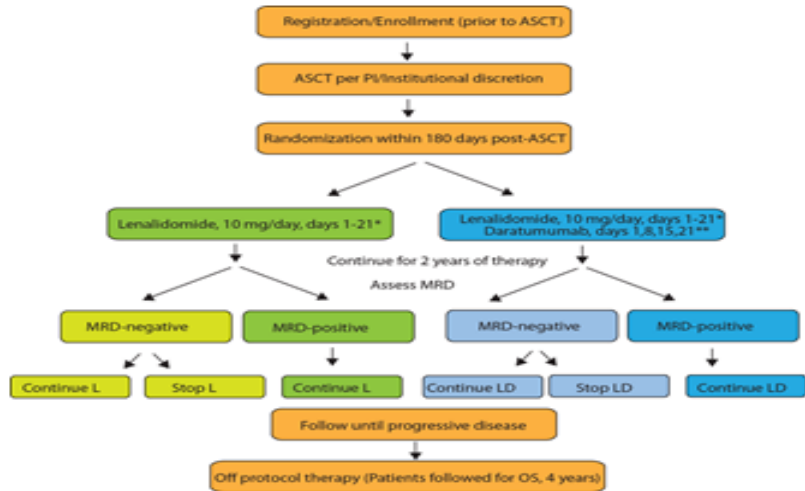 Registration/Enrollment (prior to ASCT)
ASCT per PI/Institutional discretion
Randomization within 180 days post-ASCT
Lenalidomide, 10 mg/day, days 1-21*
Lenalidomide, 10 mg/day, days 1-21*
Daratumumab, days 1,8,15,21**
Continue for 2 years of therapy
Assess MRD
MRD-negative
MRD-positive
MRD-negative
MRD-positive
Continue L
Stop L
Continue L
Continue LD
Stop LD
Continue LD
Follow until progressive disease
Off protocol therapy (Patients followed for OS, 4 years)